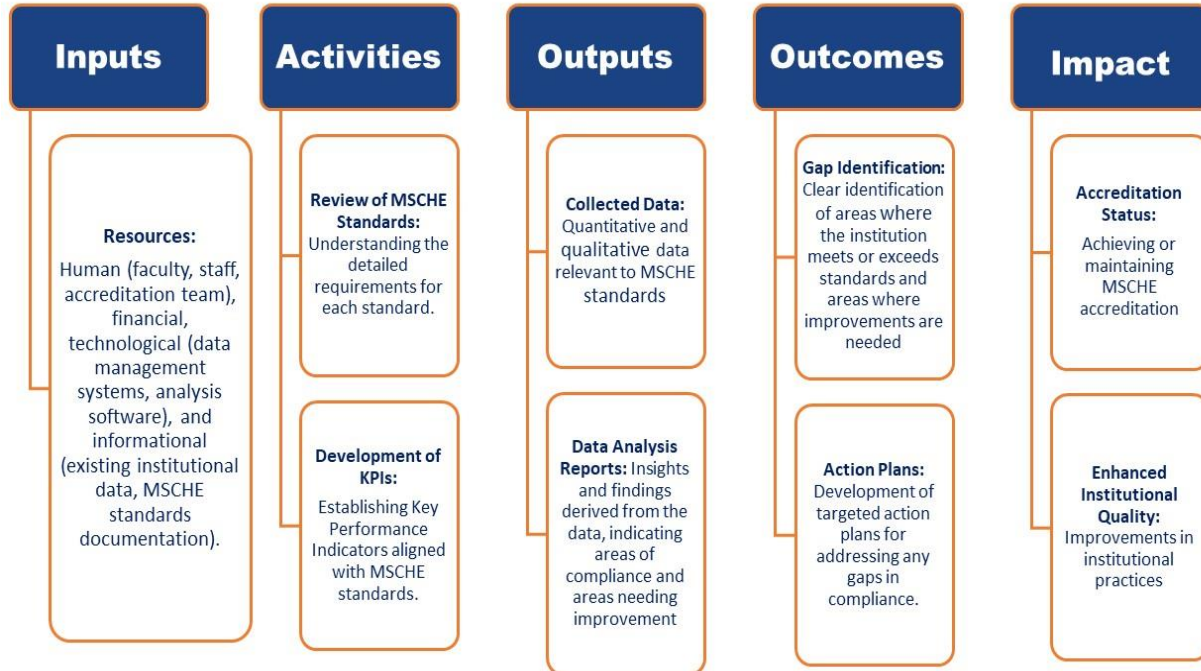 Inputs
Resources:
Human (faculty, staff,
accreditation team),
financial,
technological (data
management
systems, analysis
software), and
informational
(existing institutional
data, MSCHE
standards
documentation).
Activities
Review of MSCHE
Standards:
Understanding the
detailed
requirements for
each standard.
Development of
KPIs:
Establishing Key
Performance
Indicators aligned
with MSCHE
standards.
Outputs
Collected Data:
Quantitative and
qualitative data
relevant to MSCHE
standards
Data Analysis
Reports: Insights
and findings
derived from the
data, indicating
areas of
compliance and
areas needing
improvement
Outcomes
Gap Identification:
Clear identification
of areas where
the institution
meets or exceeds
standards and
areas where
improvements are
needed
Action Plans:
Development of
targeted action
plans for
addressing any
gaps in
compliance.
Impact
Accreditation
Status:
Achieving or
maintaining
MSCHE
accreditation
Enhanced
Institutional
Quality:
Improvements in
institutional
practices